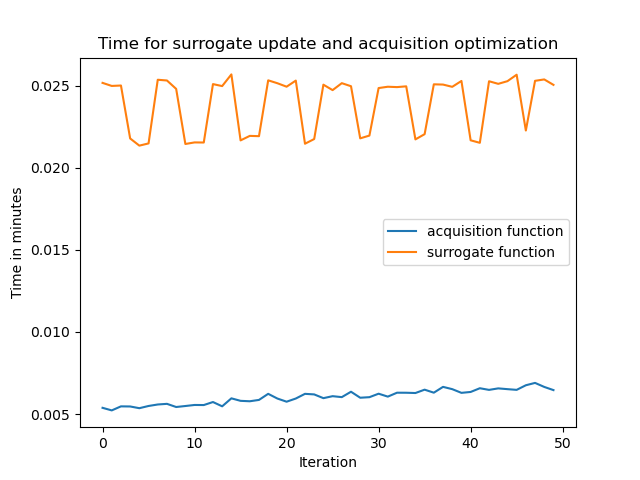 Time for surrogate update and acquisition optimization
0.025
0.020
0.015
0.010
0.005
Time in minutes
acquisition function
surrogate function
0 10 20 30 40 50
Iteration